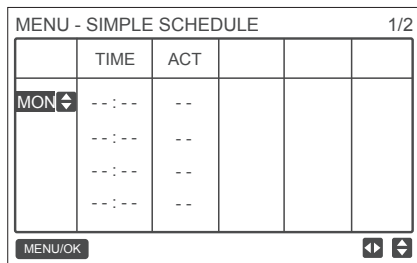 MENU - SIMPLE SCHEDULE 1/2
TIME ACT
MON --:-- --
--:-- --
--:-- --
--:-- --
MENU/OK